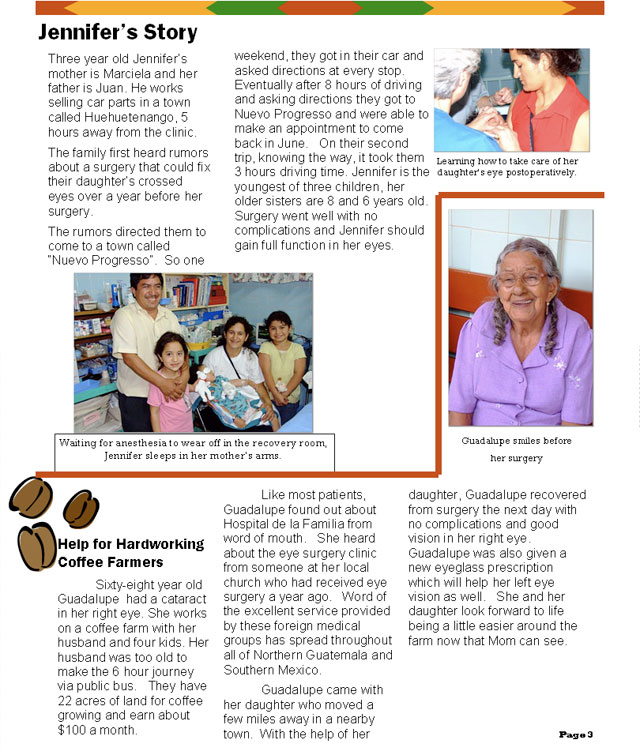 Jennifer's Story
Three year old Jennifer's
mother is Marciela and her
father is Juan. He works
selling car parts in a town
called Huehuetenango, 5
hours away from the clinic.
The family first heard rumors
about a surgery that could fix
their daughter's crossed
eyes over a year before her
surgery.
The rumors directed them to
come to a town called
"Nuevo Progresso". So one
weekend, they got in their car and
asked directions at every stop.
Eventually after 8 hours of driving
and asking directions they got to
Nuevo Progresso and were able to
make an appointment to come
back in June. On their second
trip, knowing the way, it took them
3 hours driving time. Jennifer is the
youngest of three children, her
older sisters are 8 and 6 years old.
Surgery went well with no
complications and Jennifer should
gain full function in her eyes.
Learning how to take care of her
daughter's eye postoperatively.
Waiting for anesthesia to wear off in the recovery room,
Jennifer sleeps in her mother's arms.
Guadalupe smiles before
her surgery
Help for Hardworking
Coffee Farmers
Sixty-eight year old
Guadalupe had a cataract
in her right eye. She works
on a coffee farm with her
husband and four kids. Her
husband was too old to
make the 6 hour journey
via public bus. They have
22 acres of land for coffee
growing and earn about
$100 a month.
Like most patients,
Guadalupe found out about
Hospital de la Familia from
word of mouth. She heard
about the eye surgery clinic
from someone at her local
church who had received eye
surgery a year ago. Word of
the excellent service provided
by these foreign medical
groups has spread throughout
all of Northern Guatemala and
Southern Mexico.
Guadalupe came with
her daughter who moved a
few miles away in a nearby
town. With the help of her
daughter, Guadalupe recovered
from surgery the next day with
no complications and good
vision in her right eye.
Guadalupe was also given a
new eyeglass prescription
which will help her left eye
vision as well. She and her
daughter look forward to life
being a little easier around the
farm now that Mom can see.
Page 3